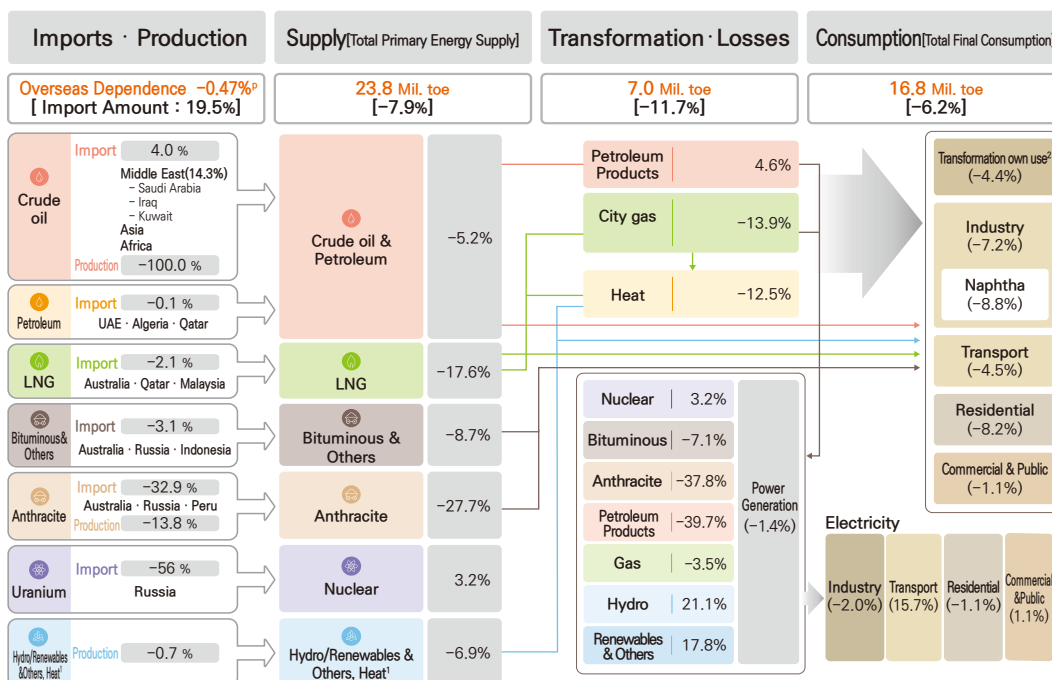 Imports · Production
Overseas Dependence −0.47%ᵖ
[ Import Amount : 19.5%]
Crude
oil
Import 4.0 %
Middle East(14.3%)
− Saudi Arabia
− Iraq
− Kuwait
Asia
Africa
Production −100.0 %
Petroleum
Import −0.1 %
UAE · Algeria · Qatar
LNG
Import −2.1 %
Australia · Qatar · Malaysia
Bituminous&
Others
Import −3.1 %
Australia · Russia · Indonesia
Anthracite
Import −32.9 %
Australia · Russia · Peru
Production −13.8 %
Uranium
Import −56 %
Russia
Hydro/Renewables
&Others, Heat¹
Production −0.7 %
Supply[Total Primary Energy Supply]
23.8 Mil. toe
[−7.9%]
Crude oil &
Petroleum
−5.2%
LNG
−17.6%
Bituminous &
Others
−8.7%
Anthracite
−27.7%
Nuclear
3.2%
Hydro/Renewables &
Others, Heat¹
−6.9%
Transformation · Losses
7.0 Mil. toe
[−11.7%]
Petroleum
Products
4.6%
City gas
−13.9%
Heat
−12.5%
Nuclear 3.2%
Bituminous −7.1%
Anthracite −37.8%
Petroleum
Products
−39.7%
Gas −3.5%
Hydro 21.1%
Renewables
& Others
17.8%
Power
Generation
(−1.4%)
Consumption[Total Final Consumption]
16.8 Mil. toe
[−6.2%]
Transformation own use²
(−4.4%)
Industry
(−7.2%)
Naphtha
(−8.8%)
Transport
(−4.5%)
Residential
(−8.2%)
Commercial & Public
(−1.1%)
Electricity
Industry
(−2.0%)
Transport
(15.7%)
Residential
(−1.1%)
Commercial
&Public
(1.1%)